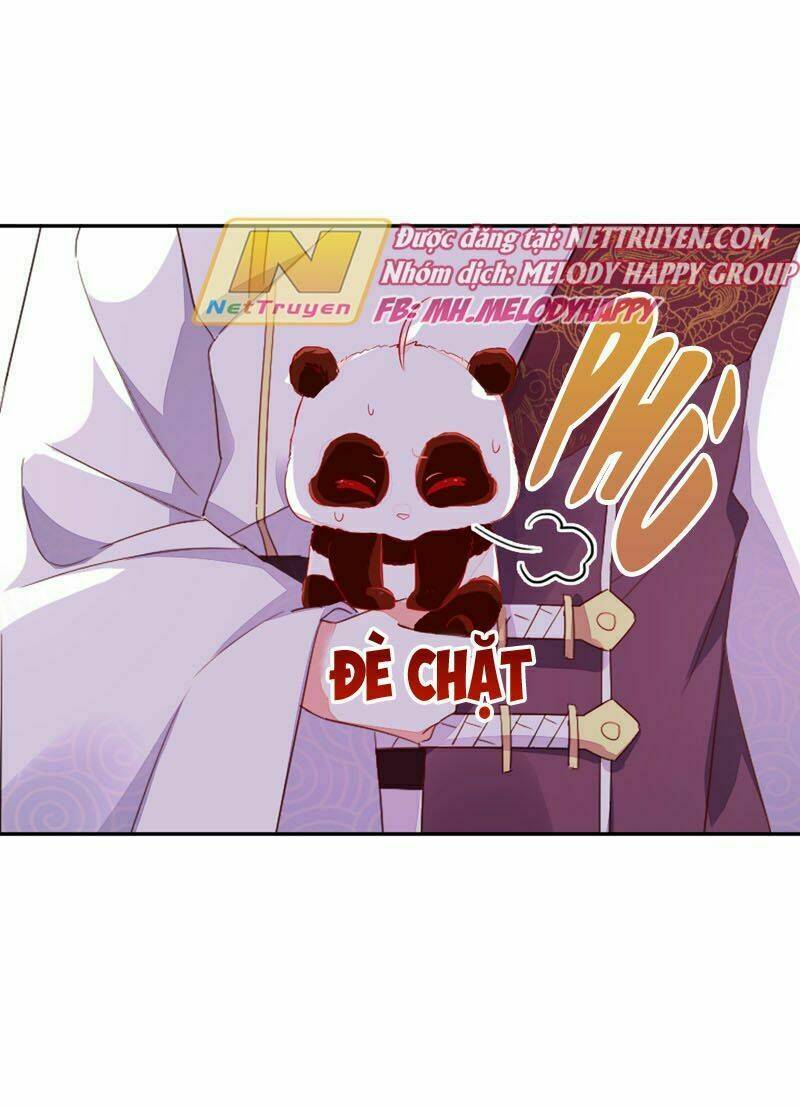 NetTruyen
Được đăng tại: NETTRUYEN.COM
Nhóm dịch: MELODY HAPPY GROUP
FB: MH.MELODYHAPPY
PHÙ
ĐÈ CHẶT